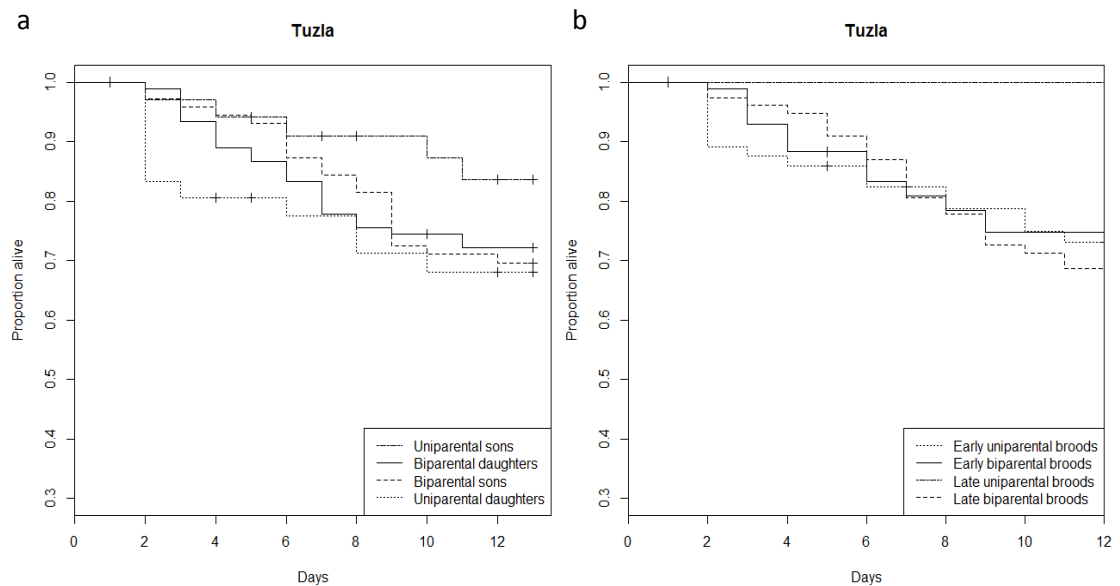 a
Tuzla
Proportion alive
1.0
0.9
0.8
0.7
0.6
0.5
0.4
0.3
Uniparental sons
Biparental daughters
Biparental sons
Uniparental daughters
0 2 4 6 8 10 12
Days
b
Tuzla
Proportion alive
1.0
0.9
0.8
0.7
0.6
0.5
0.4
0.3
Early uniparental broods
Early biparental broods
Late uniparental broods
Late biparental broods
0 2 4 6 8 10 12
Days